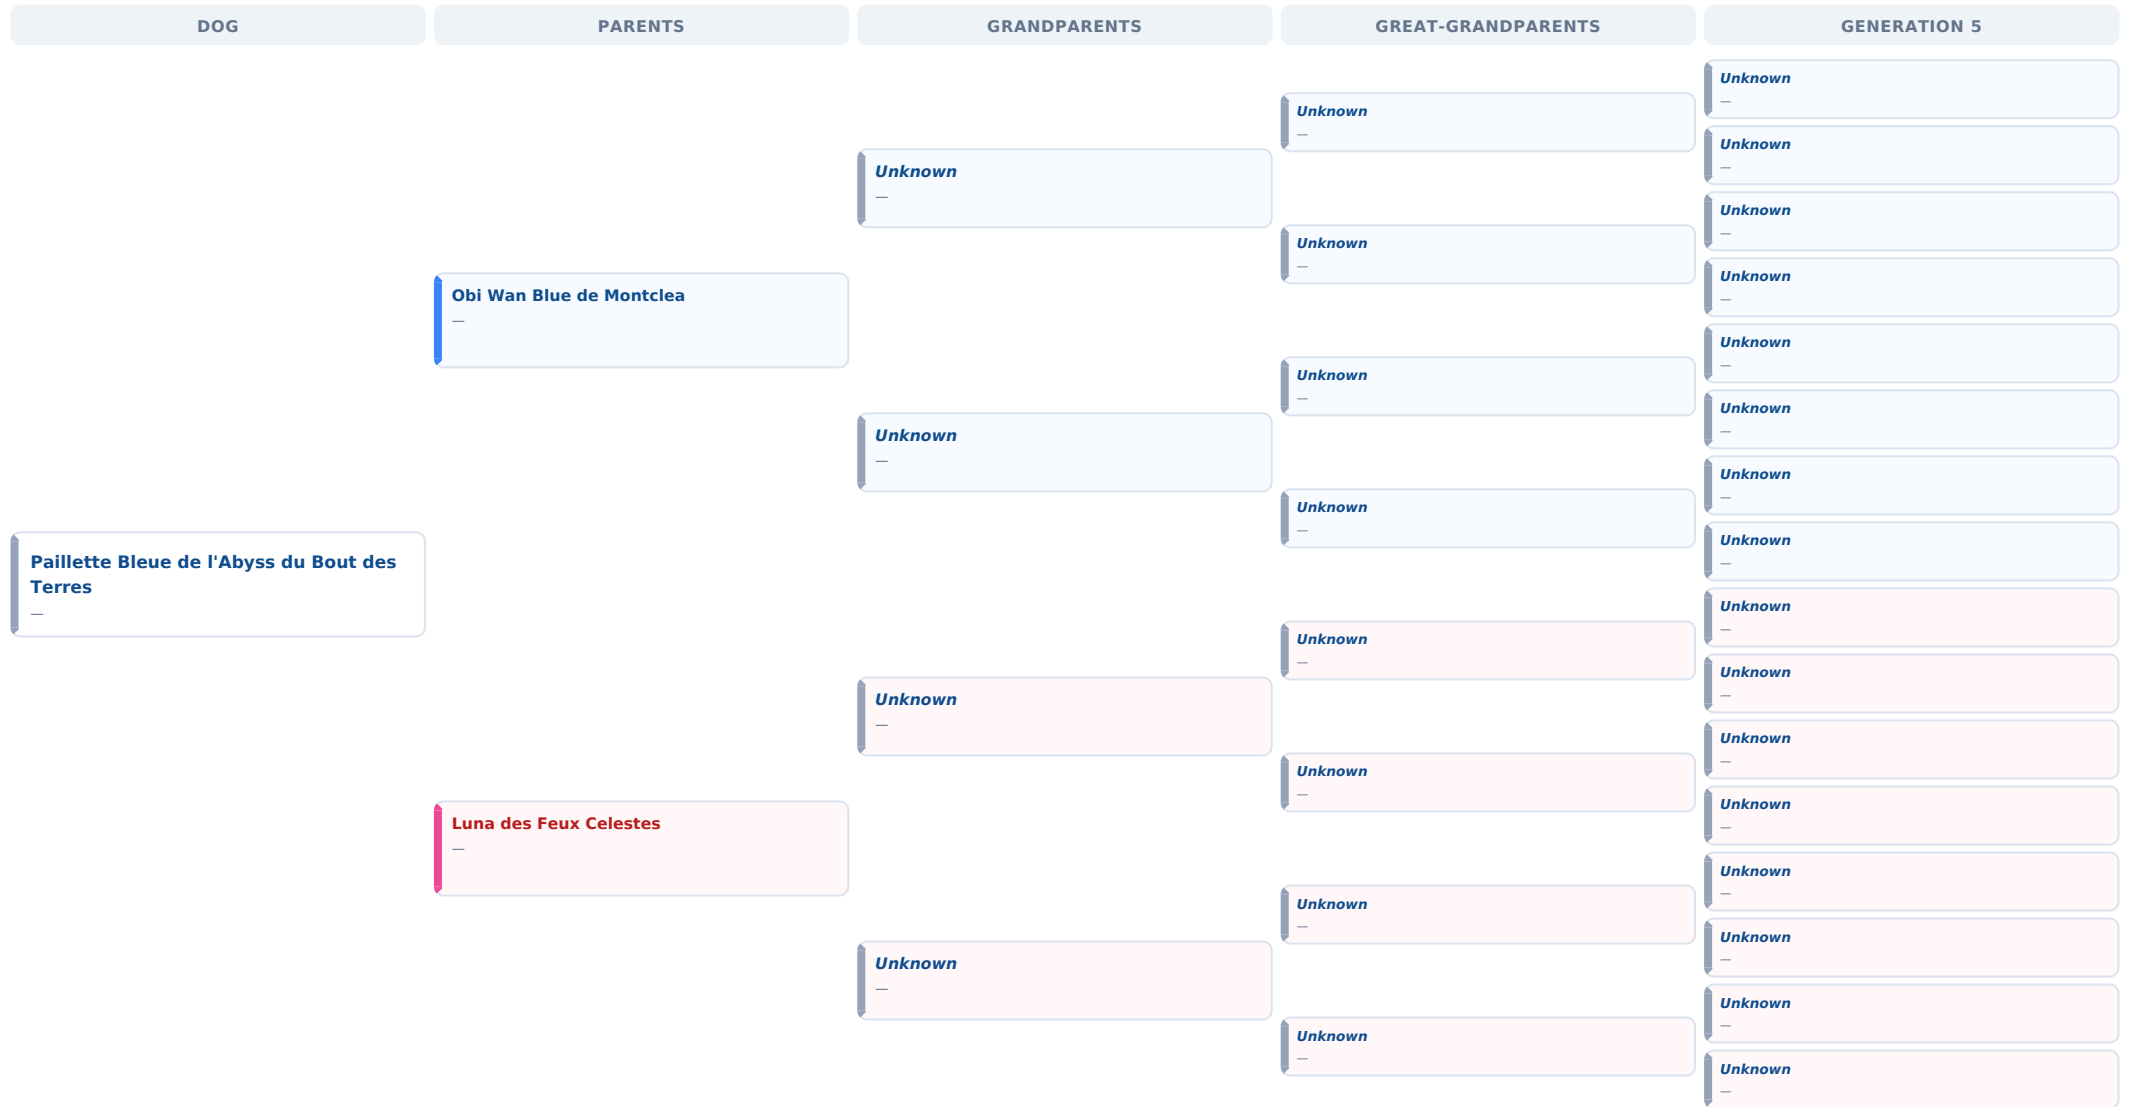 DOG
PARENTS
GRANDPARENTS
GREAT-GRANDPARENTS
GENERATION 5
Paillette Bleue de l'Abyss du Bout des
Terres
—
Obi Wan Blue de Montclea
—
Luna des Feux Celestes
—
Unknown
—
Unknown
—
Unknown
—
Unknown
—
Unknown
—
Unknown
—
Unknown
—
Unknown
—
Unknown
—
Unknown
—
Unknown
—
Unknown
—
Unknown
—
Unknown
—
Unknown
—
Unknown
—
Unknown
—
Unknown
—
Unknown
—
Unknown
—
Unknown
—
Unknown
—
Unknown
—
Unknown
—
Unknown
—
Unknown
—
Unknown
—
Unknown
—